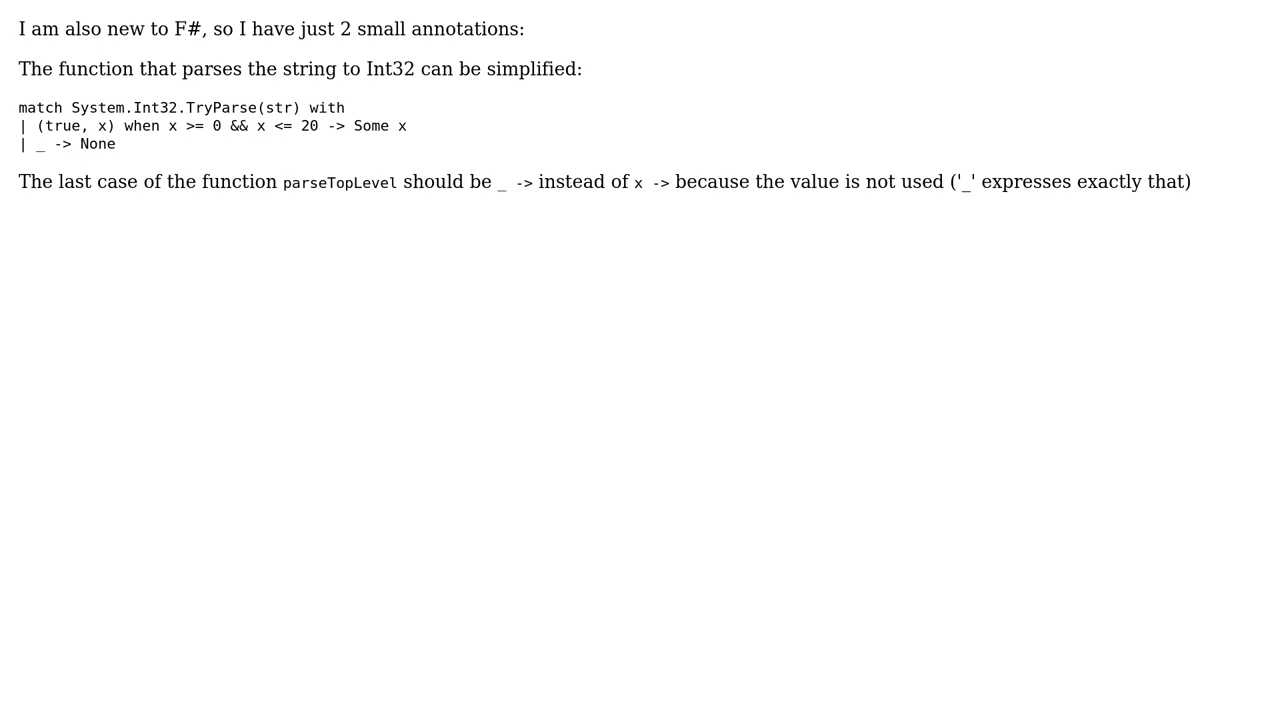 I am also new to F#, so I have just 2 small annotations:
The function that parses the string to Int32 can be simplified:
match System.Int32.TryParse(str) with
| (true, x) when x >= 0 && x <= 20 -> Some x
| _ -> None
The last case of the function parseTopLevel should be _ -> instead of x -> because the value is not used ('_' expresses exactly that)